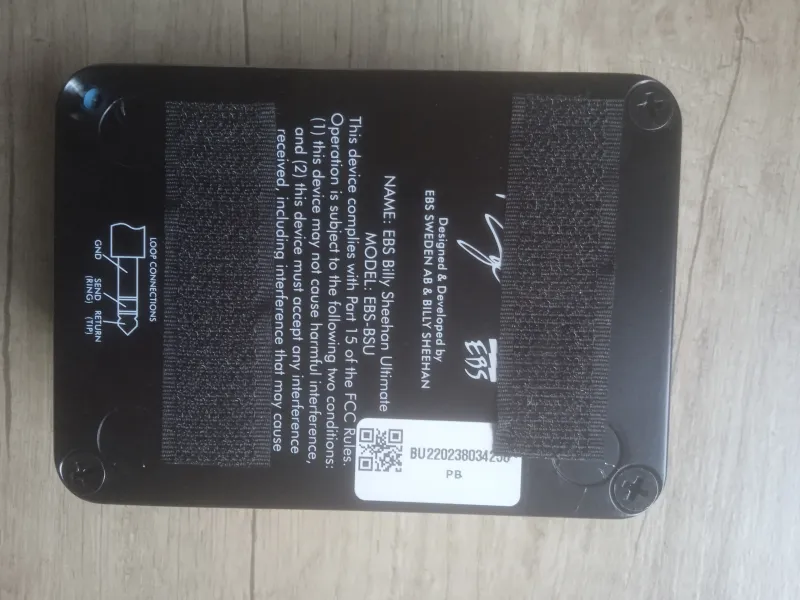 EBS
Designed & Developed by
EBS SWEDEN AB & BILLY SHEEHAN
NAME: EBS Billy Sheehan Ultimate
MODEL: EBS-BSU
This device complies with Part 15 of the FCC Rules.
Operation is subject to the following two conditions:
(1) this device may not cause harmful interference,
and (2) this device must accept any interference
received, including interference that may cause
LOOP CONNECTIONS
GND SEND RETURN
(RING) (TIP)
PB